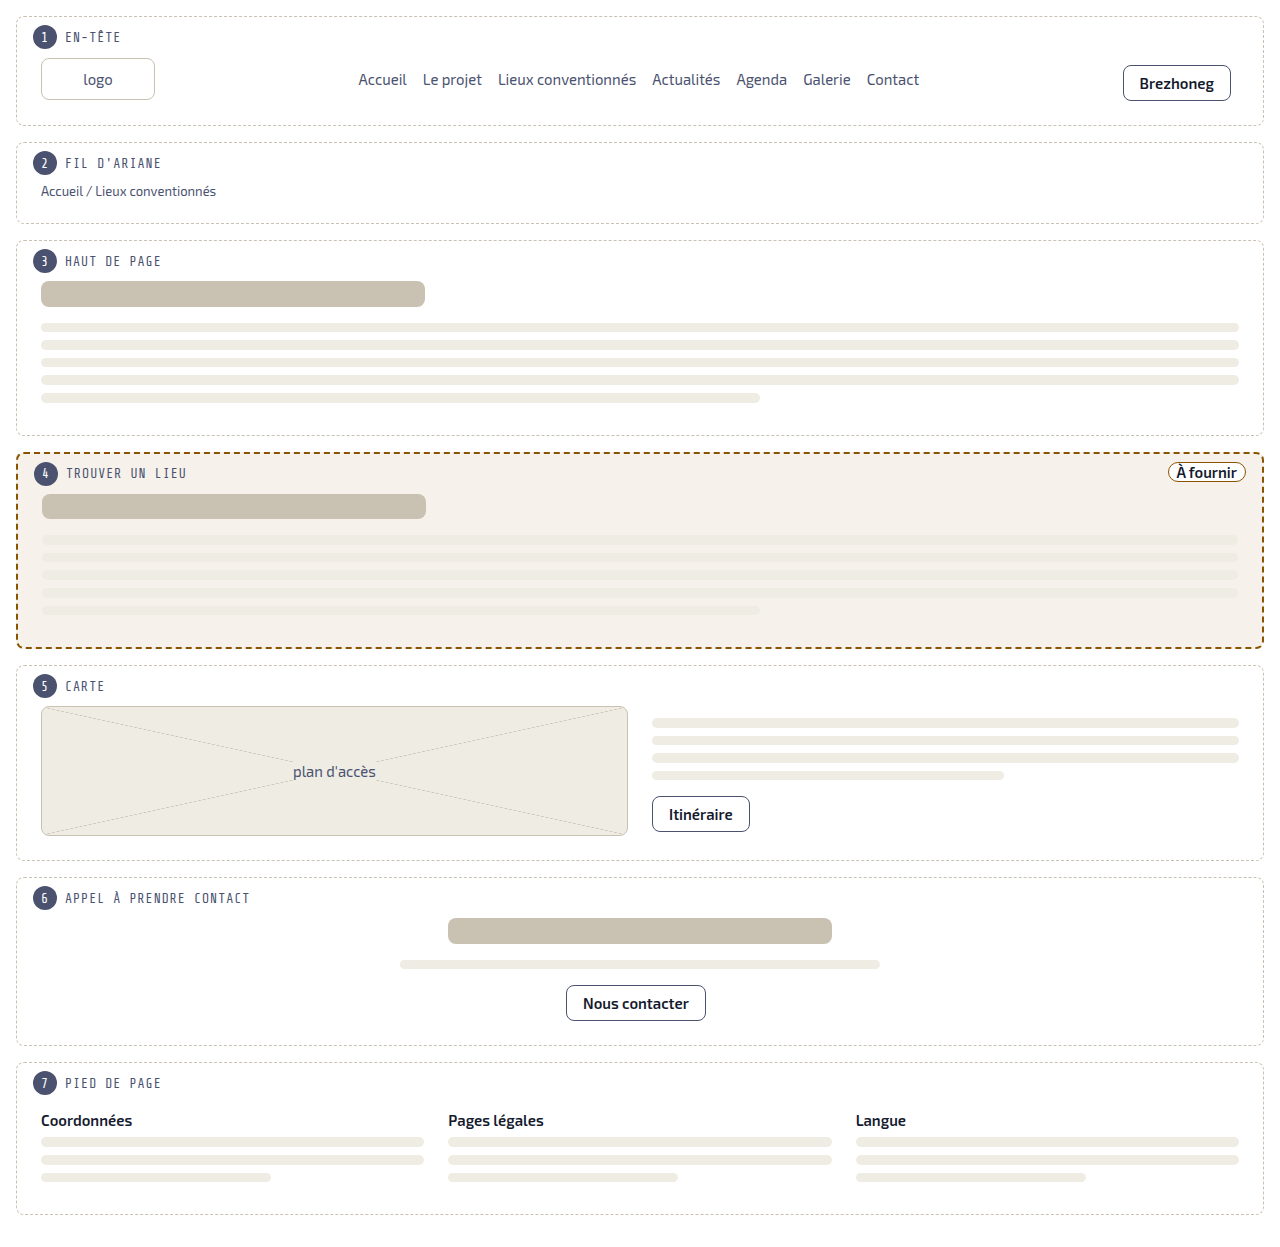 1 EN-TÊTE
logo
Accueil Le projet Lieux conventionnés Actualités Agenda Galerie Contact
Brezhoneg
2 FIL D'ARIANE
Accueil / Lieux conventionnés
3 HAUT DE PAGE
4 TROUVER UN LIEU
À fournir
5 CARTE
plan d'accès
Itinéraire
6 APPEL À PRENDRE CONTACT
Nous contacter
7 PIED DE PAGE
Coordonnées
Pages légales
Langue